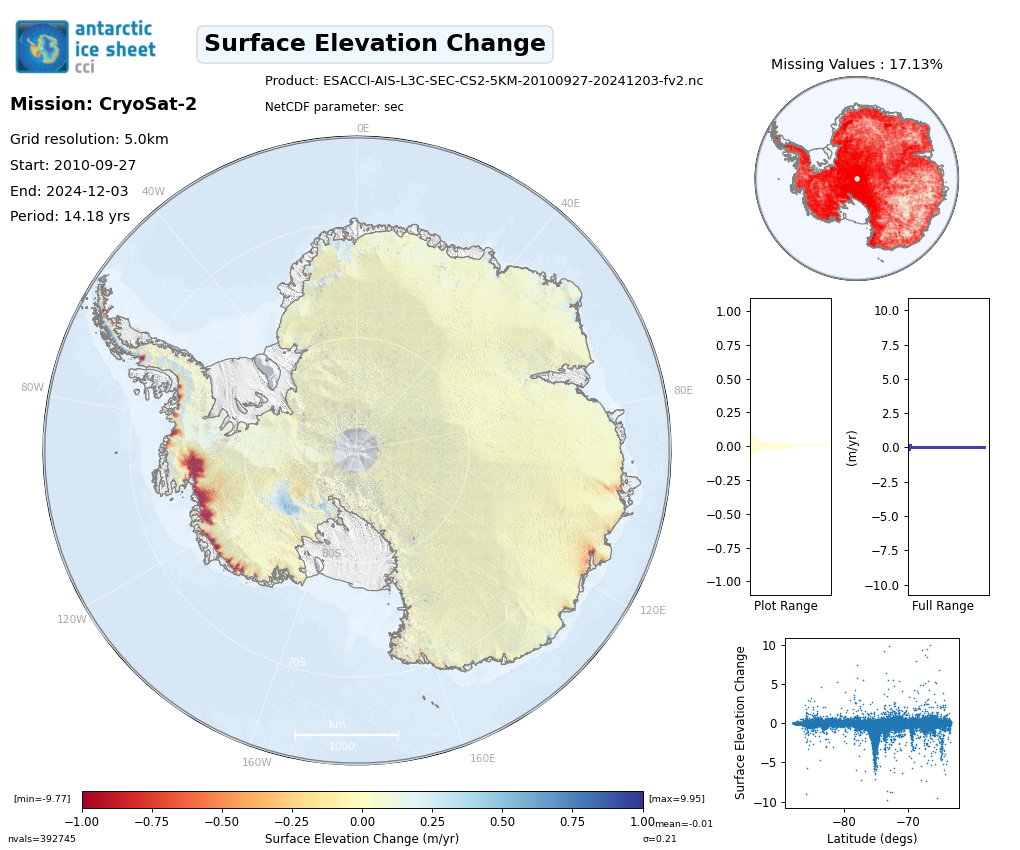 antarctic
ice sheet
cci
Surface Elevation Change
Product: ESACCI-AIS-L3C-SEC-CS2-5KM-20100927-20241203-fv2.nc
NetCDF parameter: sec
Mission: CryoSat-2
Grid resolution: 5.0km
Start: 2010-09-27
End: 2024-12-03
Period: 14.18 yrs
Missing Values : 17.13%
0E
40W
40E
80W
80E
120W
120E
160W
160E
80S
70S
km
1000
1.00
0.75
0.50
0.25
0.00
−0.25
−0.50
−0.75
−1.00
Plot Range
(m/yr)
10.0
7.5
5.0
2.5
0.0
−2.5
−5.0
−7.5
−10.0
Full Range
Surface Elevation Change
10
5
0
−5
−10
−80
−70
Latitude (degs)
[min=-9.77]
[max=9.95]
−1.00
−0.75
−0.50
−0.25
0.00
0.25
0.50
0.75
1.00
mean=-0.01
nvals=392745
Surface Elevation Change (m/yr)
σ=0.21